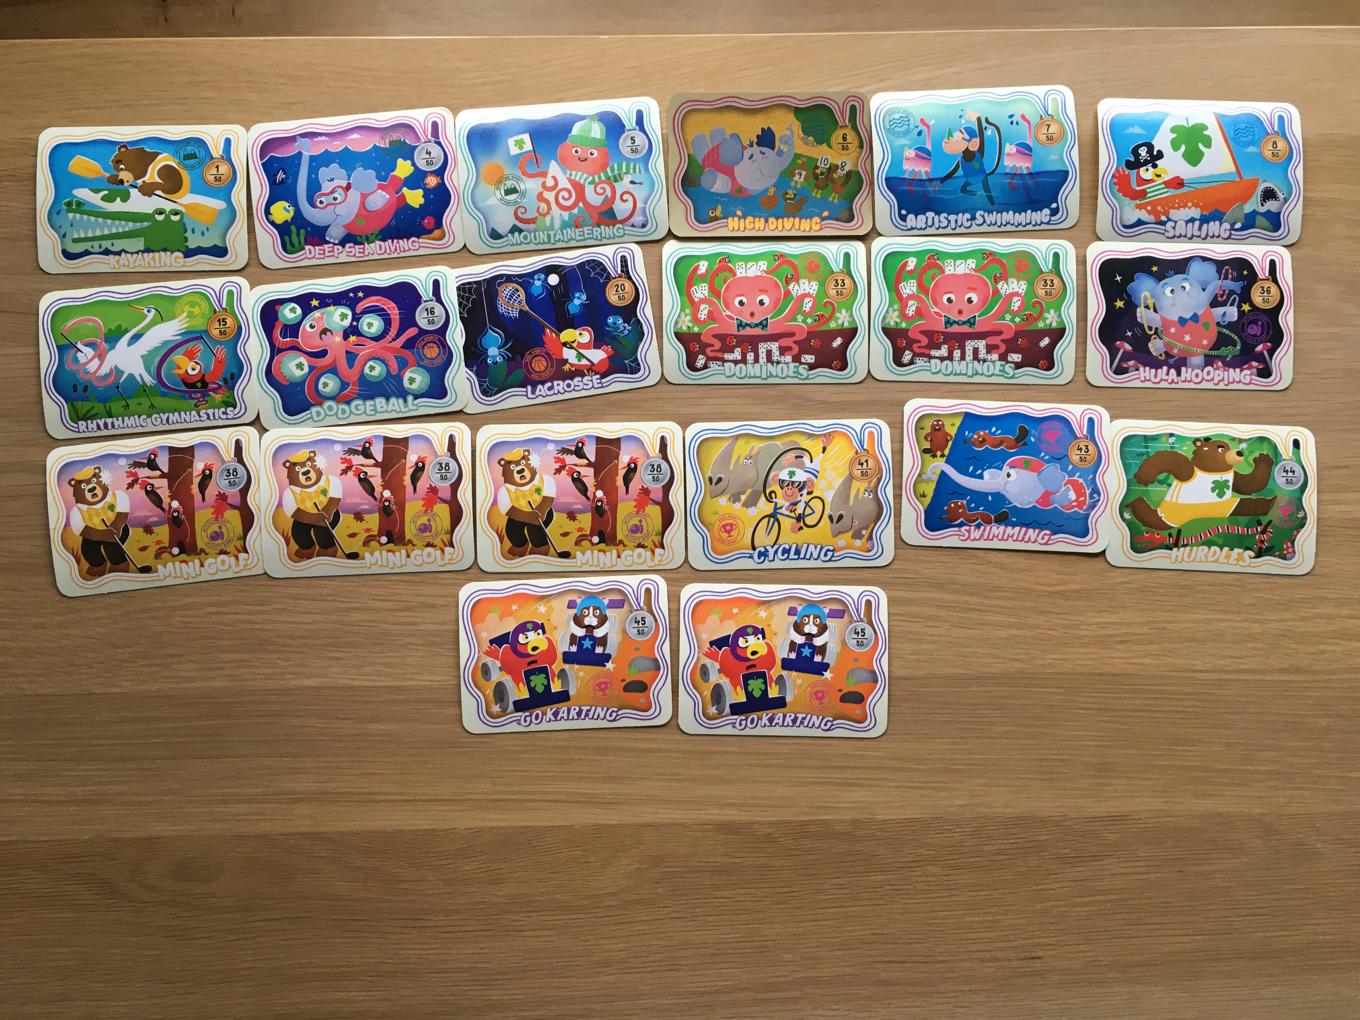 1
50
KAYAKING
4
50
DEEP SEA DIVING
5
50
MOUNTAINEERING
10
9
8
6
50
HIGH DIVING
7
50
ARTISTIC SWIMMING
8
50
SAILING
15
50
RHYTHMIC GYMNASTICS
16
50
DODGEBALL
20
50
LACROSSE
33
50
DOMINOES
33
50
DOMINOES
36
50
HULA HOOPING
38
50
MINI GOLF
38
50
MINI GOLF
38
50
MINI GOLF
41
50
CYCLING
43
50
SWIMMING
44
50
HURDLES
45
50
GO KARTING
45
50
GO KARTING